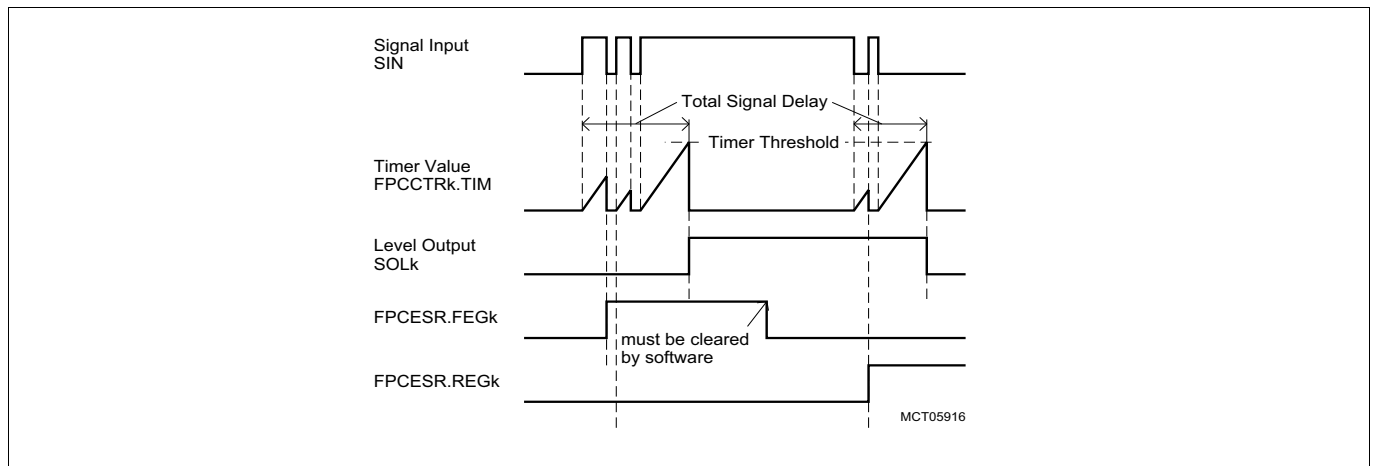 Signal Input
SIN
Total Signal Delay
Timer Threshold
Timer Value
FPCCTRk.TIM
Level Output
SOLk
FPCESR.FEGk
must be cleared
by software
FPCESR.REGk
MCT05916